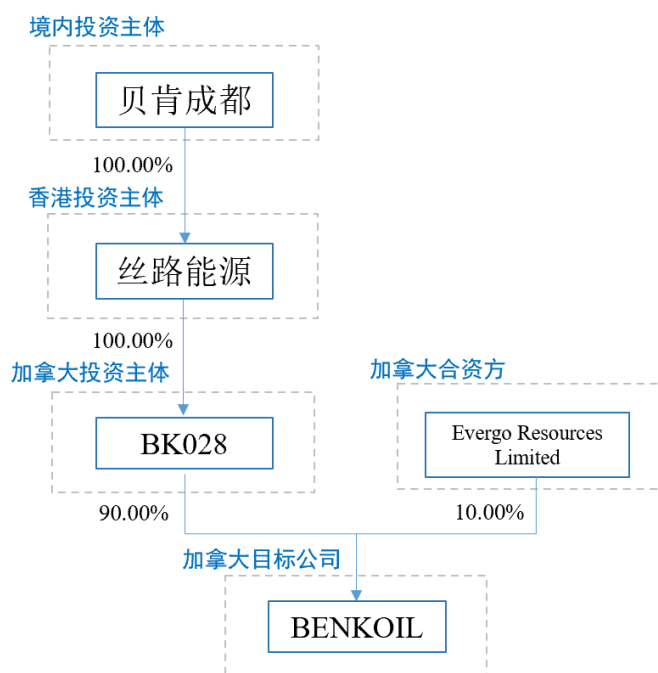 境内投资主体
贝肯成都
100.00%
香港投资主体
丝路能源
100.00%
加拿大投资主体
加拿大合资方
BK028
Evergo Resources
Limited
90.00%
10.00%
加拿大目标公司
BENKOIL